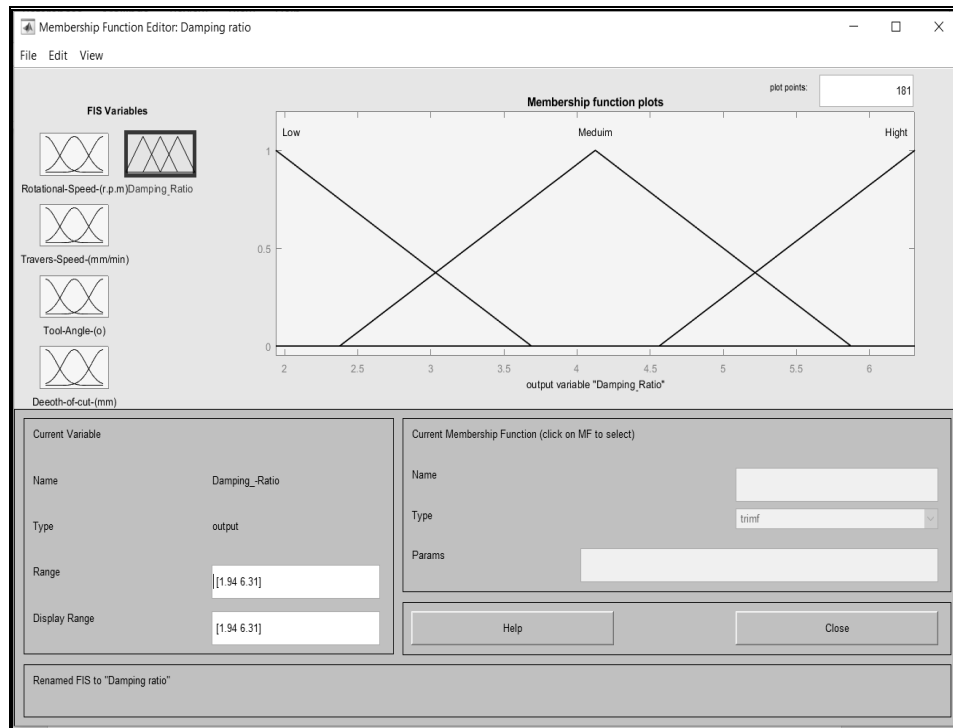 Membership Function Editor: Damping ratio
File Edit View
plot points: 181
FIS Variables
Membership function plots
Low Meduim Hight
1
0.5
0
2 2.5 3 3.5 4 4.5 5 5.5 6
output variable "Damping_Ratio"
Rotational-Speed-(r.p.m)Damping_Ratio
Travers-Speed-(mm/min)
Tool-Angle-(o)
Deeoth-of-cut-(mm)
Current Variable
Name Damping_-Ratio
Type output
Range [1.94 6.31]
Display Range [1.94 6.31]
Current Membership Function (click on MF to select)
Name
Type trimf
Params
Help Close
Renamed FIS to "Damping ratio"